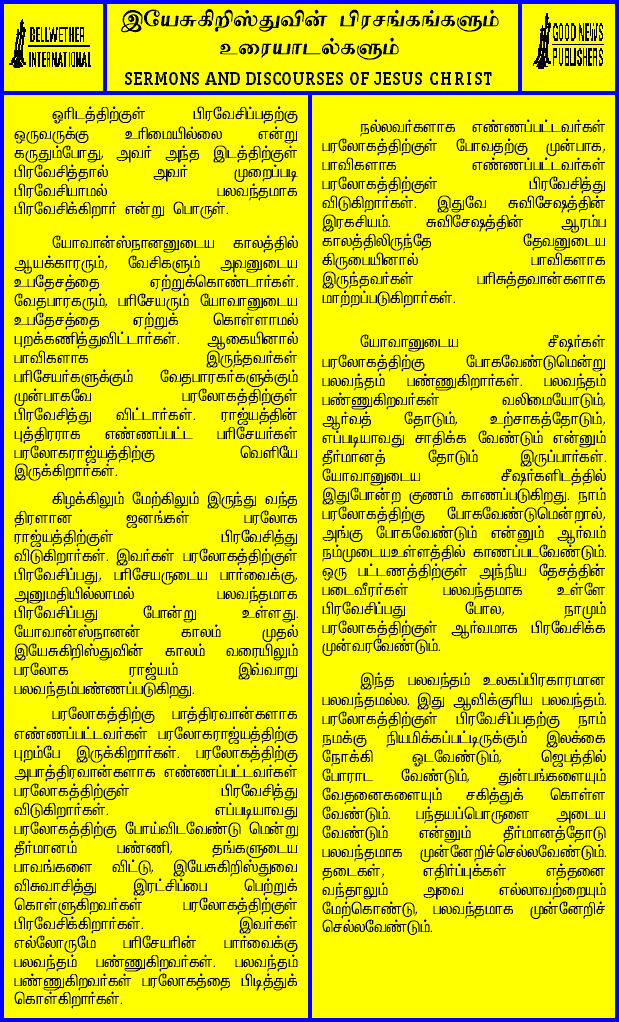 BELLWETHER
INTERNATIONAL
இயேசுகிறிஸ்துவின் பிரசங்கங்களும்
உரையாடல்களும்
SERMONS AND DISCOURSES OF JESUS CHRIST
GOOD NEWS
PUBLISHERS
ஓரிடத்திற்குள் பிரவேசிப்பதற்கு
ஒருவருக்கு உரிமையில்லை என்று
கருதும்போது, அவர் அந்த இடத்திற்குள்
பிரவேசித்தால் அவர் முறைப்படி
பிரவேசியாமல் பலவந்தமாக
பிரவேசிக்கிறார் என்று பொருள்.
யோவான்ஸ்நானனுடைய காலத்தில்
ஆயக்காரரும், வேசிகளும் அவனுடைய
உபதேசத்தை ஏற்றுக்கொண்டார்கள்.
வேதபாரகரும், பரிசேயரும் யோவானுடைய
உபதேசத்தை ஏற்றுக் கொள்ளாமல்
புறக்கணித்துவிட்டார்கள். ஆகையினால்
பாவிகளாக இருந்தவர்கள்
பரிசேயர்களுக்கும் வேதபாரகர்களுக்கும்
முன்பாகவே பரலோகத்திற்குள்
பிரவேசித்து விட்டார்கள். ராஜ்யத்தின்
புத்திரராக எண்ணப்பட்ட பரிசேயர்கள்
பரலோகராஜ்யத்திற்கு வெளியே
இருக்கிறார்கள்.
கிழக்கிலும் மேற்கிலும் இருந்து வந்த
திரளான ஜனங்கள் பரலோக
ராஜ்யத்திற்குள் பிரவேசித்து
விடுகிறார்கள். இவர்கள் பரலோகத்திற்குள்
பிரவேசிப்பது, பரிசேயருடைய பார்வைக்கு,
அனுமதியில்லாமல் பலவந்தமாக
பிரவேசிப்பது போன்று உள்ளது.
யோவான்ஸ்நானன் காலம் முதல்
இயேசுகிறிஸ்துவின் காலம் வரையிலும்
பரலோக ராஜ்யம் இவ்வாறு
பலவந்தம்பண்ணப்படுகிறது.
பரலோகத்திற்கு பாத்திரவான்களாக
எண்ணப்பட்டவர்கள் பரலோகராஜ்யத்திற்கு
புறம்பே இருக்கிறார்கள். பரலோகத்திற்கு
அபாத்திரவான்களாக எண்ணப்பட்டவர்கள்
பரலோகத்திற்குள் பிரவேசித்து
விடுகிறார்கள். எப்படியாவது
பரலோகத்திற்கு போய்விடவேண்டு மென்று
தீர்மானம் பண்ணி, தங்களுடைய
பாவங்களை விட்டு, இயேசுகிறிஸ்துவை
விசுவாசித்து இரட்சிப்பை பெற்றுக்
கொள்ளுகிறவர்கள் பரலோகத்திற்குள்
பிரவேசிக்கிறார்கள். இவர்கள்
எல்லோருமே பரிசேயரின் பார்வைக்கு
பலவந்தம் பண்ணுகிறவர்கள். பலவந்தம்
பண்ணுகிறவர்கள் பரலோகத்தை பிடித்துக்
கொள்கிறார்கள்.
நல்லவர்களாக எண்ணப்பட்டவர்கள்
பரலோகத்திற்குள் போவதற்கு முன்பாக,
பாவிகளாக எண்ணப்பட்டவர்கள்
பரலோகத்திற்குள் பிரவேசித்து
விடுகிறார்கள். இதுவே சுவிசேஷத்தின்
இரகசியம். சுவிசேஷத்தின் ஆரம்ப
காலத்திலிருந்தே தேவனுடைய
கிருபையினால் பாவிகளாக
இருந்தவர்கள் பரிசுத்தவான்களாக
மாற்றப்படுகிறார்கள்.
யோவானுடைய சீஷர்கள்
பரலோகத்திற்கு போகவேண்டுமென்று
பலவந்தம் பண்ணுகிறார்கள். பலவந்தம்
பண்ணுகிறவர்கள் வலிமையோடும்,
ஆர்வத் தோடும், உற்சாகத்தோடும்,
எப்படியாவது சாதிக்க வேண்டும் என்னும்
தீர்மானத் தோடும் இருப்பார்கள்.
யோவானுடைய சீஷர்களிடத்தில்
இதுபோன்ற குணம் காணப்படுகிறது. நாம்
பரலோகத்திற்கு போகவேண்டுமென்றால்,
அங்கு போகவேண்டும் என்னும் ஆர்வம்
நம்முடையஉள்ளத்தில் காணப்படவேண்டும்.
ஒரு பட்டணத்திற்குள் அந்நிய தேசத்தின்
படைவீரர்கள் பலவந்தமாக உள்ளே
பிரவேசிப்பது போல, நாமும்
பரலோகத்திற்குள் ஆர்வமாக பிரவேசிக்க
முன்வரவேண்டும்.
இந்த பலவந்தம் உலகப்பிரகாரமான
பலவந்தமல்ல. இது ஆவிக்குரிய பலவந்தம்.
பரலோகத்திற்குள் பிரவேசிப்பதற்கு நாம்
நமக்கு நியமிக்கப்பட்டிருக்கும் இலக்கை
நோக்கி ஓடவேண்டும், ஜெபத்தில்
போராட வேண்டும், துன்பங்களையும்
வேதனைகளையும் சகித்துக் கொள்ள
வேண்டும். பந்தயப்பொருளை அடைய
வேண்டும் என்னும் தீர்மானத்தோடு
பலவந்தமாக முன்னேறிச்செல்லவேண்டும்.
தடைகள், எதிர்ப்புக்கள் எத்தனை
வந்தாலும் அவை எல்லாவற்றையும்
மேற்கொண்டு, பலவந்தமாக முன்னேறிச்
செல்லவேண்டும்.